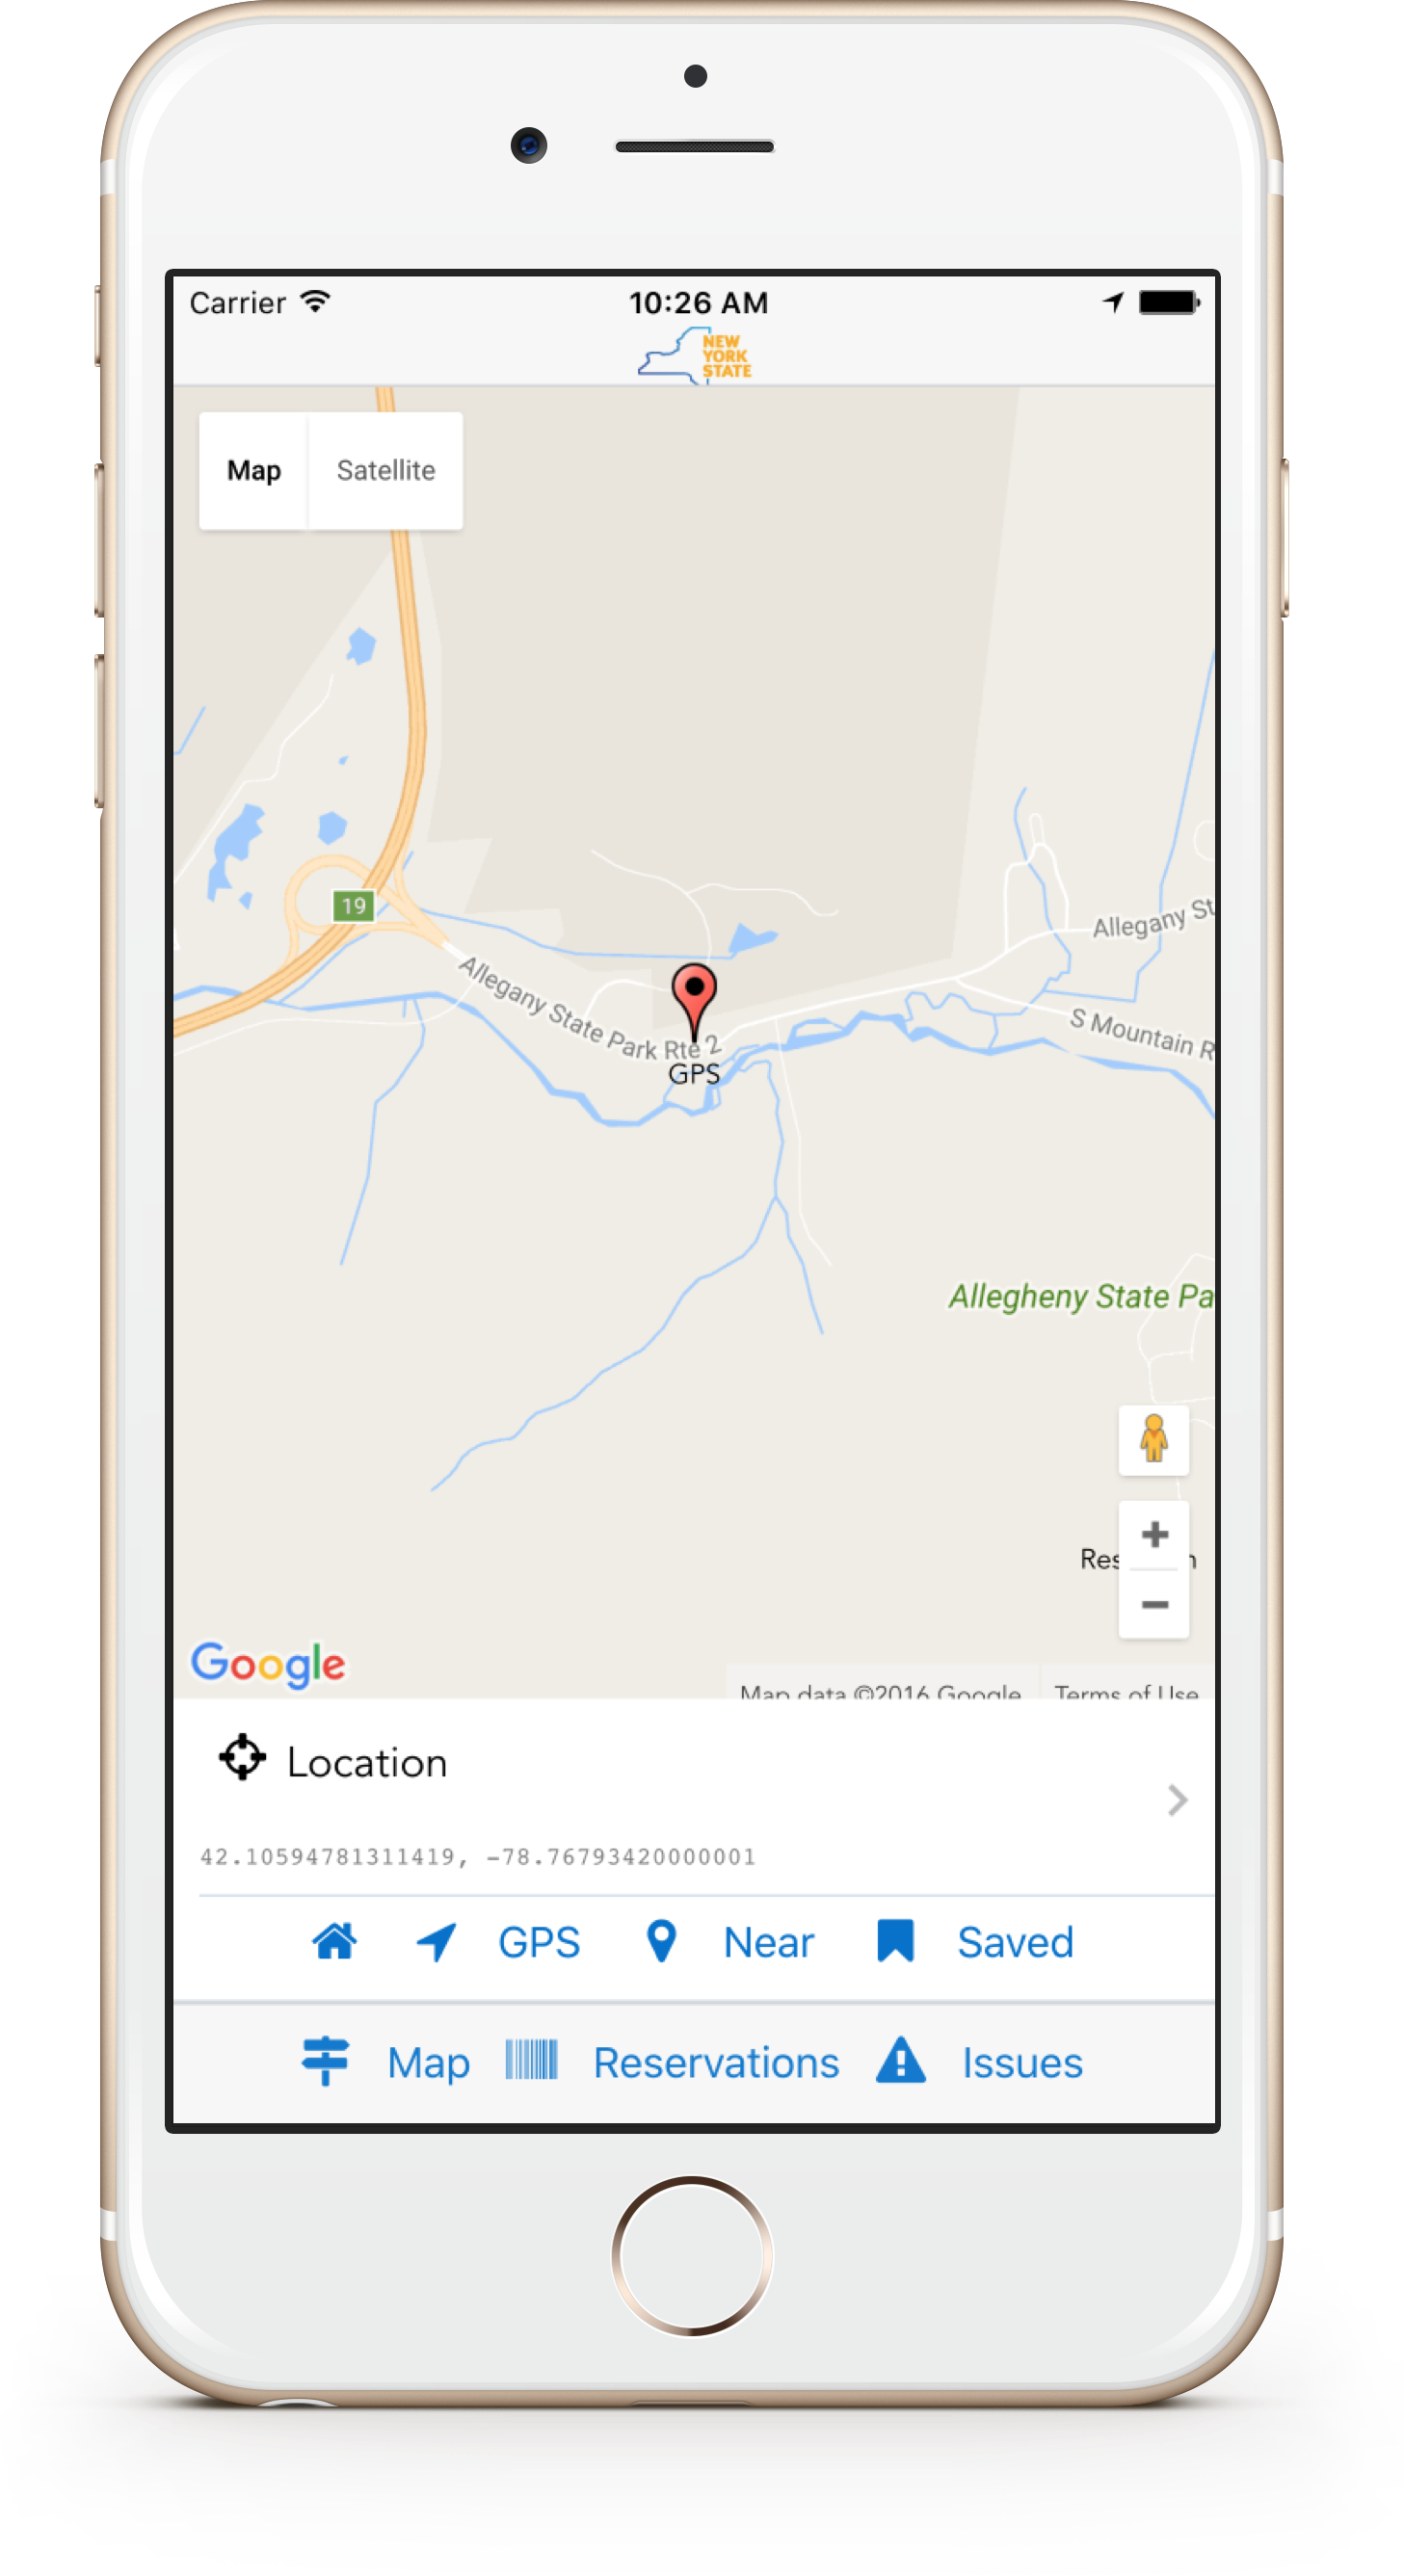 Carrier 10:26 AM
NEW
YORK
STATE
Map Satellite
19
Allegany St
Allegany State Park Rte 2
S Mountain R
GPS
Allegheny State Pa
Google
Map data ©2016 Google Terms of Use
Location
42.10594781311419, -78.76793420000001
GPS Near Saved
Map Reservations Issues